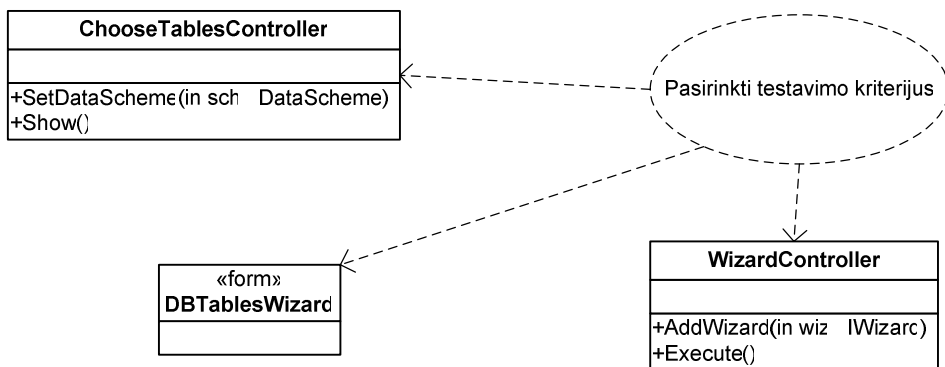 ChooseTablesController
+SetDataScheme(in sch DataScheme)
+Show()
Pasirinkti testavimo kriterijus
«form»
DBTablesWizard
WizardController
+AddWizard(in wiz IWizard)
+Execute()